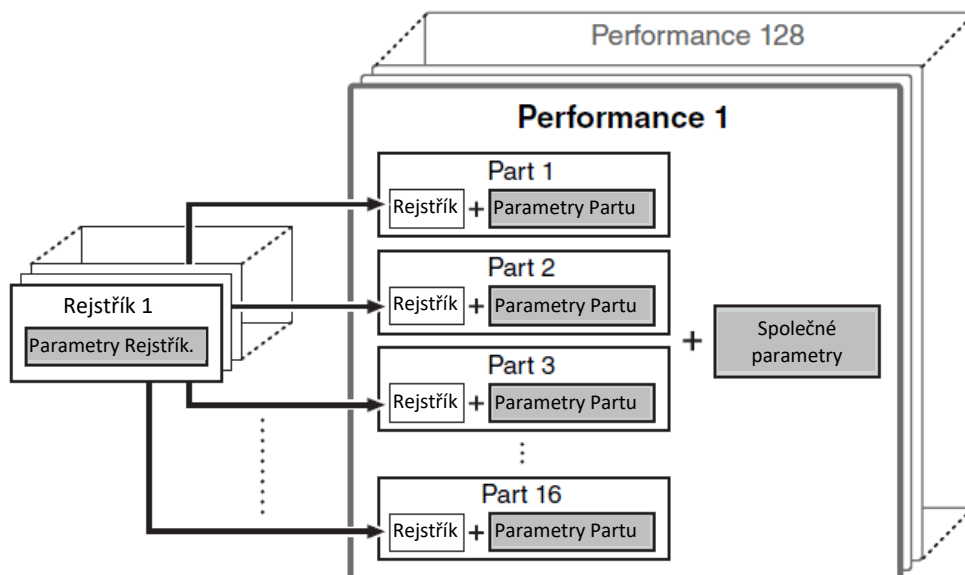 Performance 128
Performance 1
Part 1
Rejstřík + Parametry Partu
Part 2
Rejstřík + Parametry Partu
Rejstřík 1
Parametry Rejstřík.
+
Společné
parametry
Part 3
Rejstřík + Parametry Partu
Part 16
Rejstřík + Parametry Partu